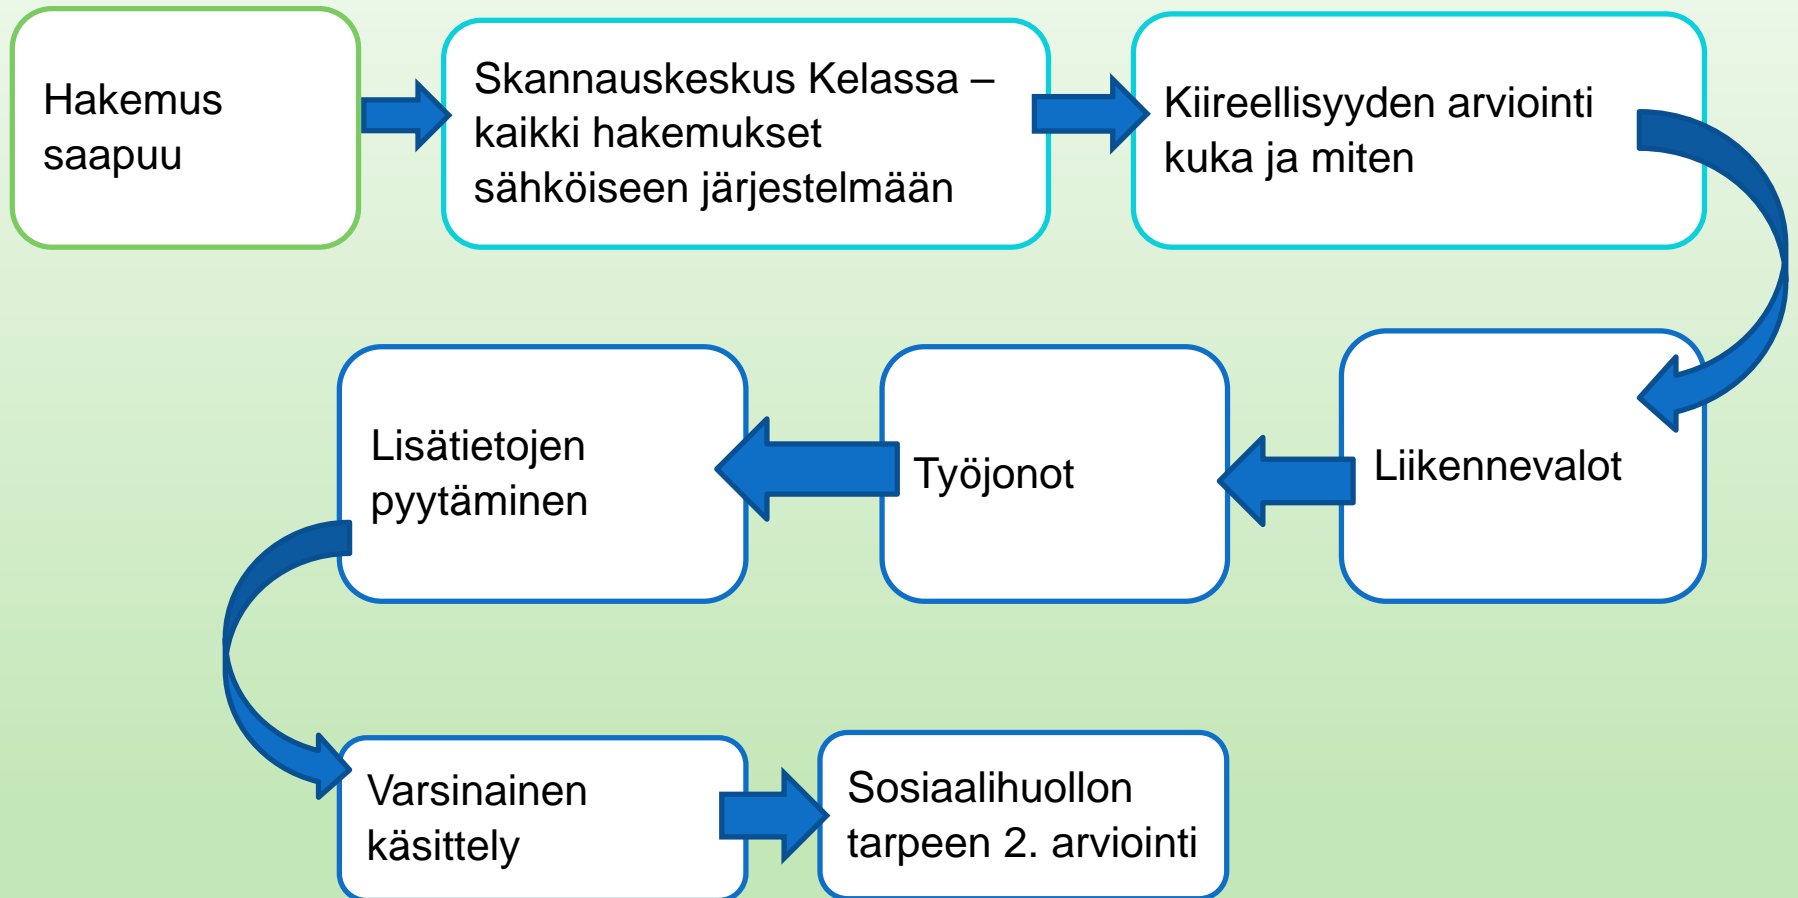 Hakemus
saapuu
Skannauskeskus Kelassa –
kaikki hakemukset
sähköiseen järjestelmään
Kiireellisyyden arviointi
kuka ja miten
Liikennevalot
Työjonot
Lisätietojen
pyytäminen
Varsinainen
käsittely
Sosiaalihuollon
tarpeen 2. arviointi